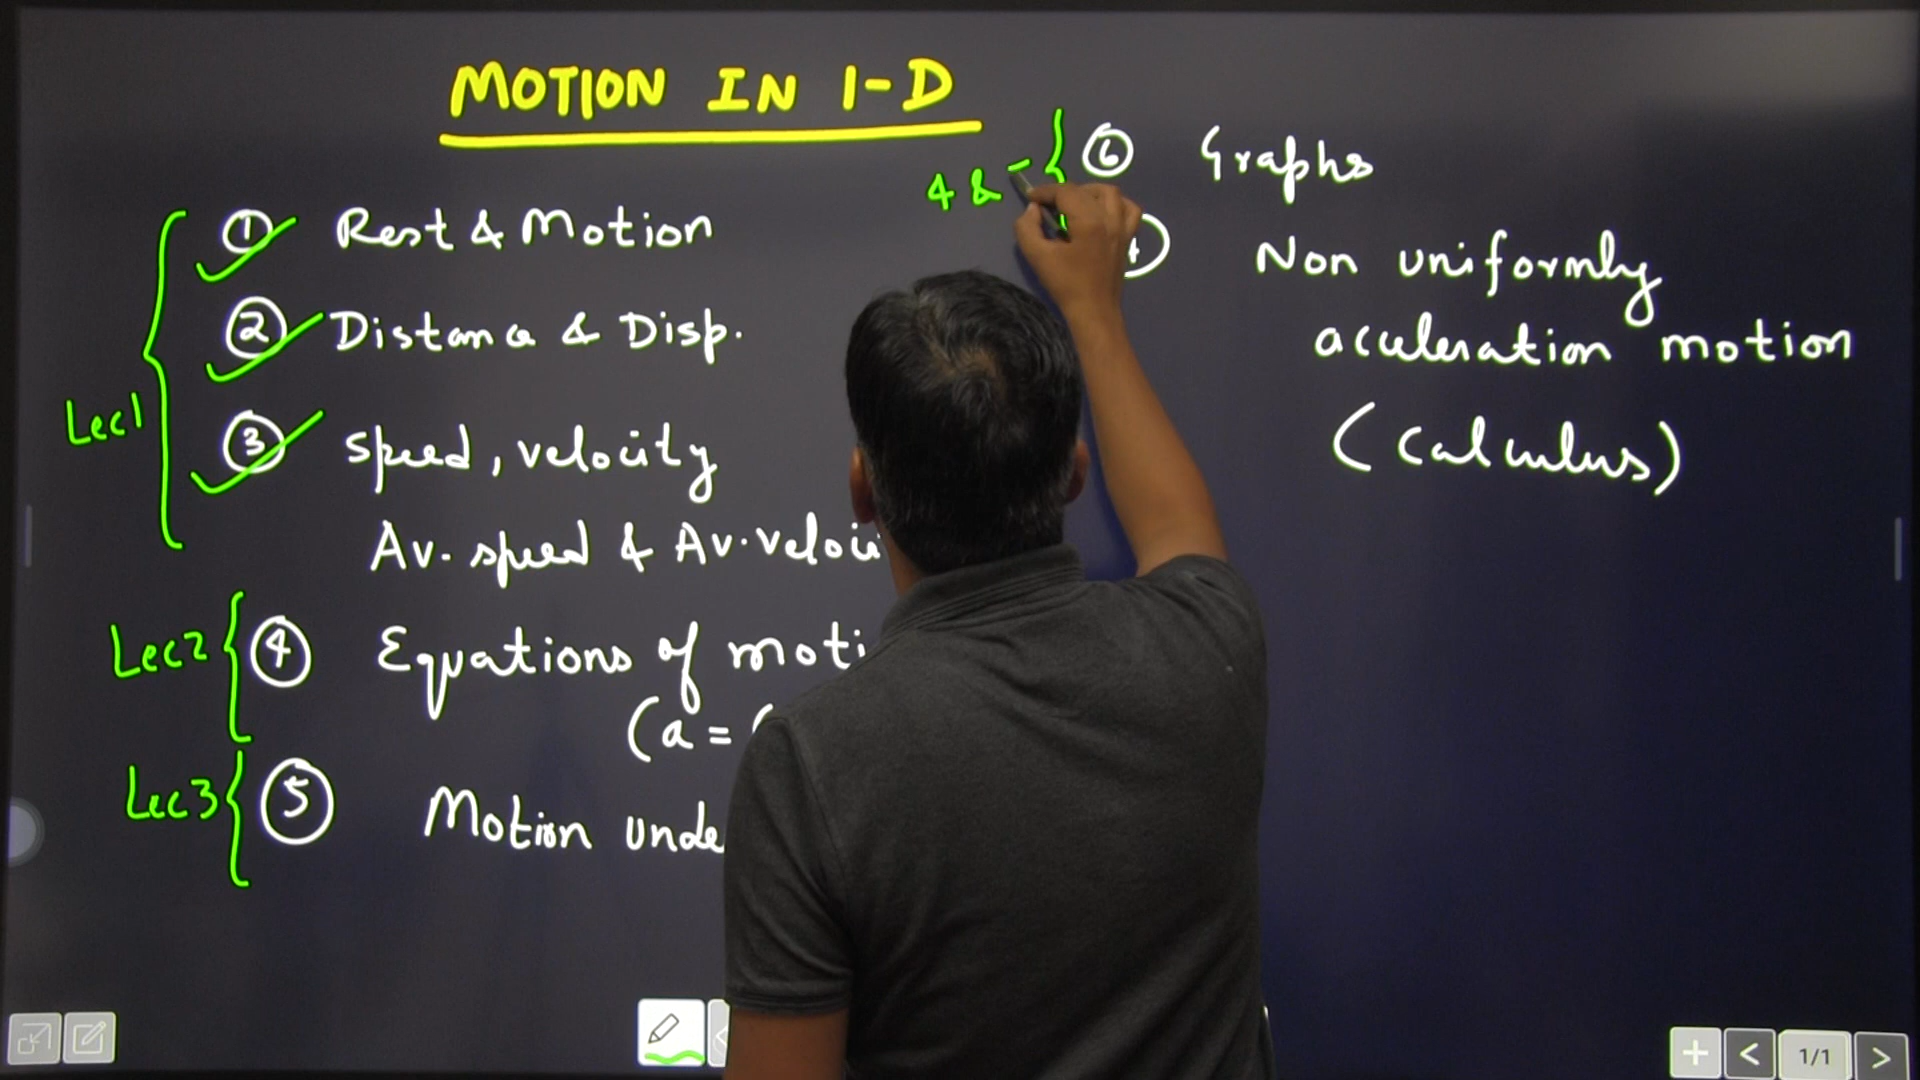 MOTION IN 1-D
Lec1
① Rest & Motion
② Distance & Disp.
③ Speed, velocity
Av. speed & Av. veloci
Lec2
④ Equations of moti
(a =
Lec3
⑤ Motion unde
4 &
⑥ Graphs
Non uniformly
aculeration motion
(Calculus)
1/1